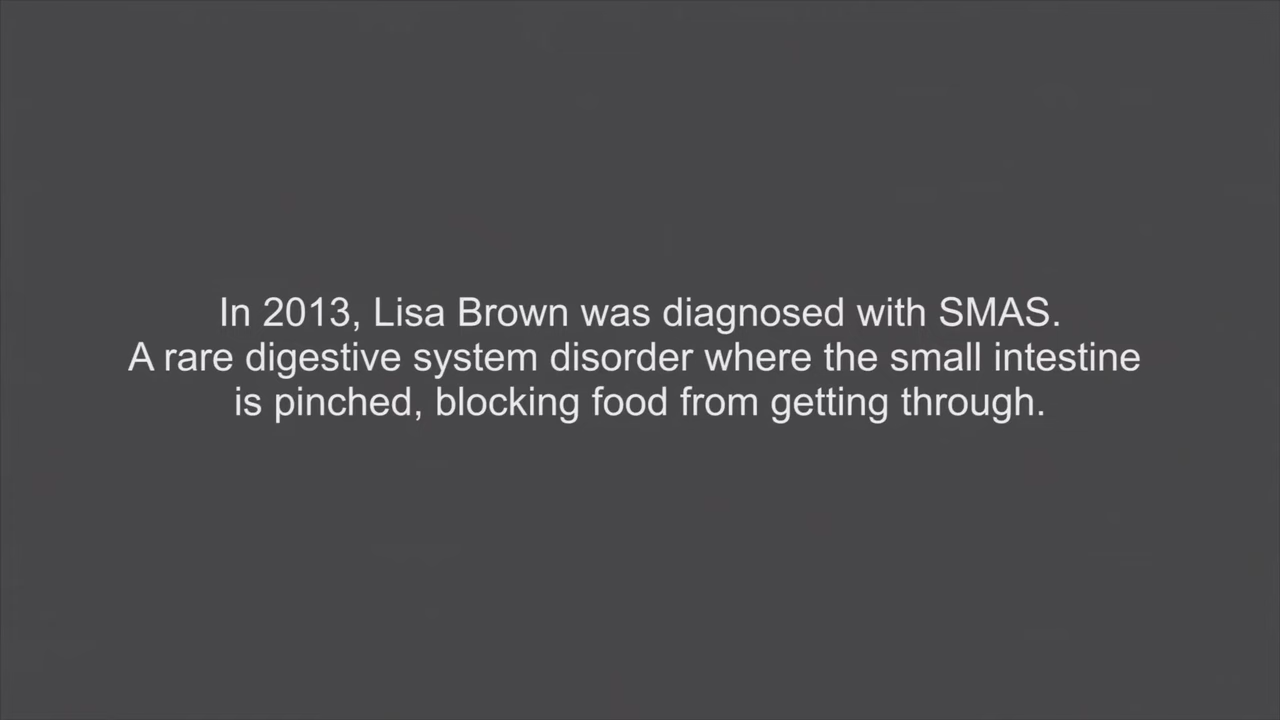 In 2013, Lisa Brown was diagnosed with SMAS.
A rare digestive system disorder where the small intestine
is pinched, blocking food from getting through.